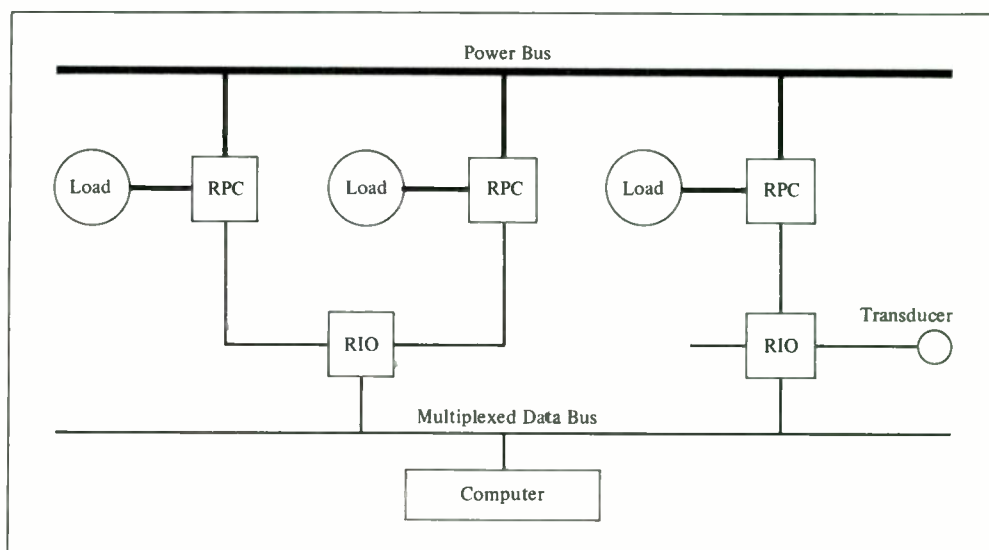 Power Bus
Load
RPC
Load
RPC
Load
RPC
Transducer
RIO
RIO
Multiplexed Data Bus
Computer